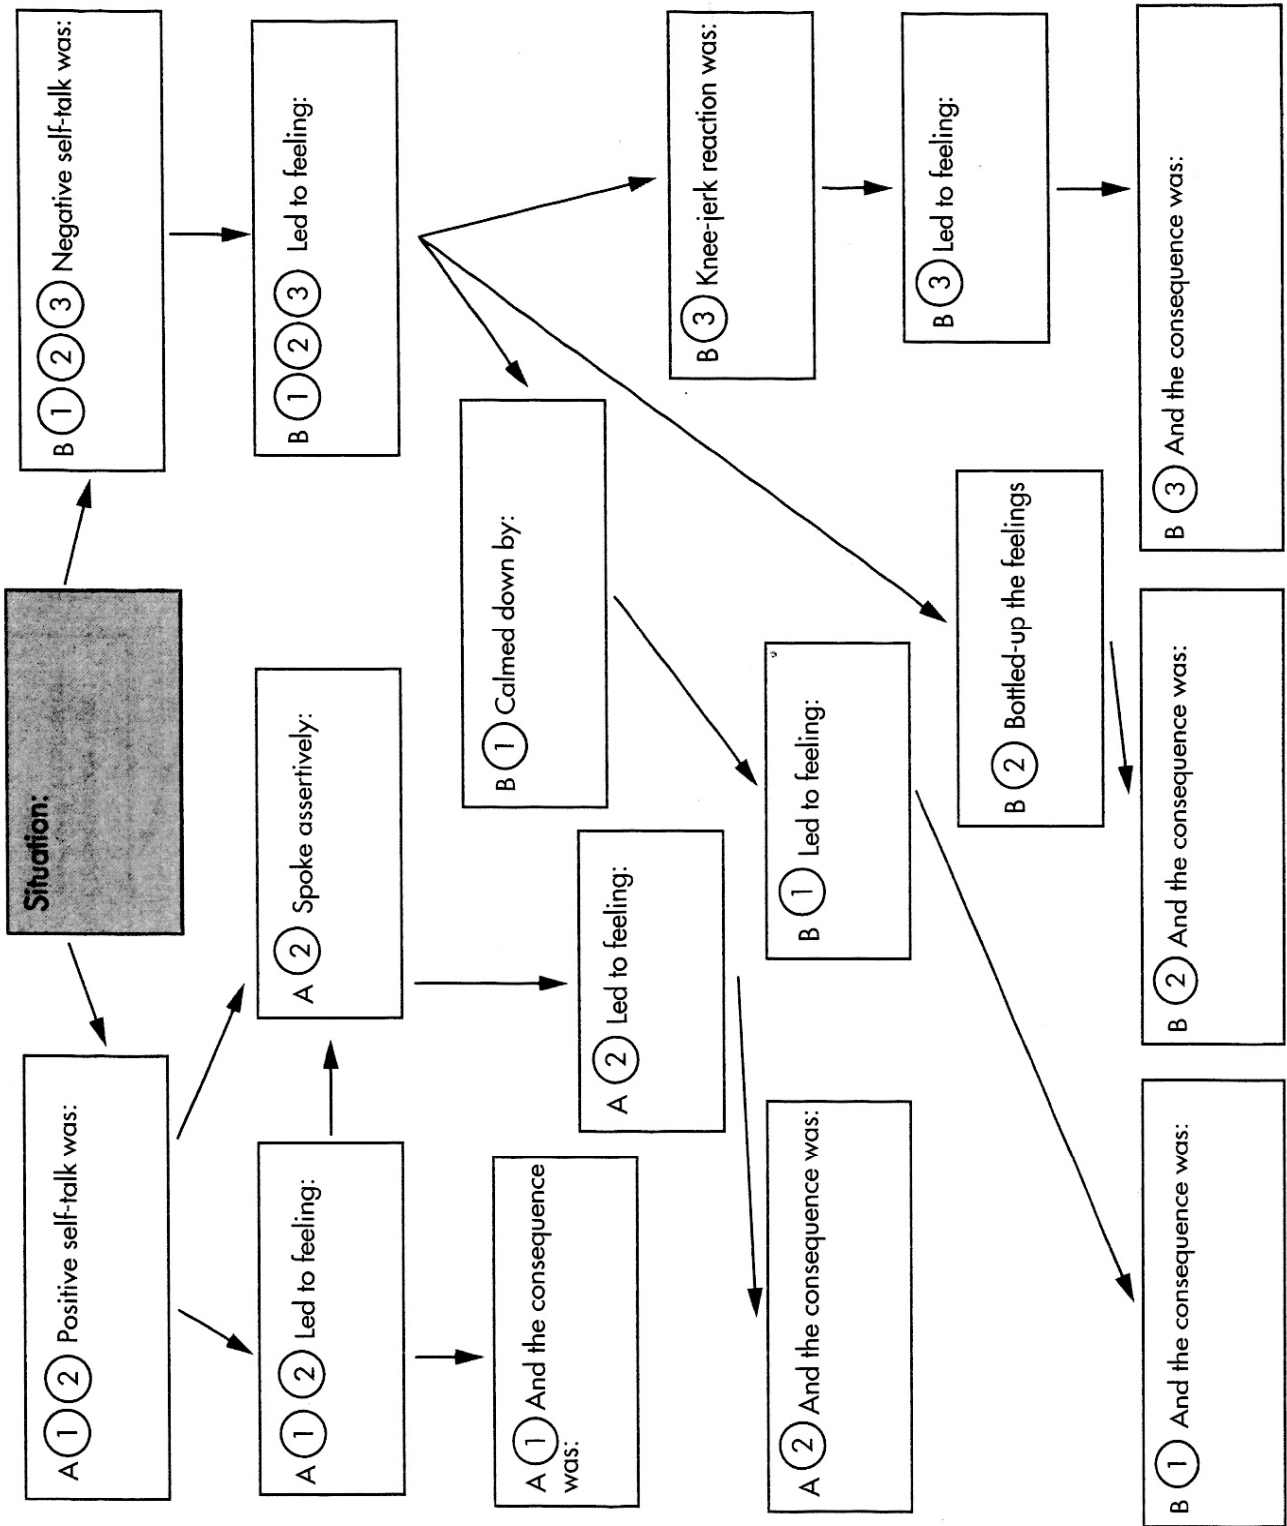 Situation:
A 1 2 Positive self-talk was:
A 1 2 Led to feeling:
A 1 And the consequence
was:
A 2 Spoke assertively:
A 2 Led to feeling:
A 2 And the consequence was:
B 1 2 3 Negative self-talk was:
B 1 2 3 Led to feeling:
B 1 Calmed down by:
B 1 Led to feeling:
B 1 And the consequence was:
B 2 Bottled-up the feelings
B 2 And the consequence was:
B 3 Knee-jerk reaction was:
B 3 Led to feeling:
B 3 And the consequence was: